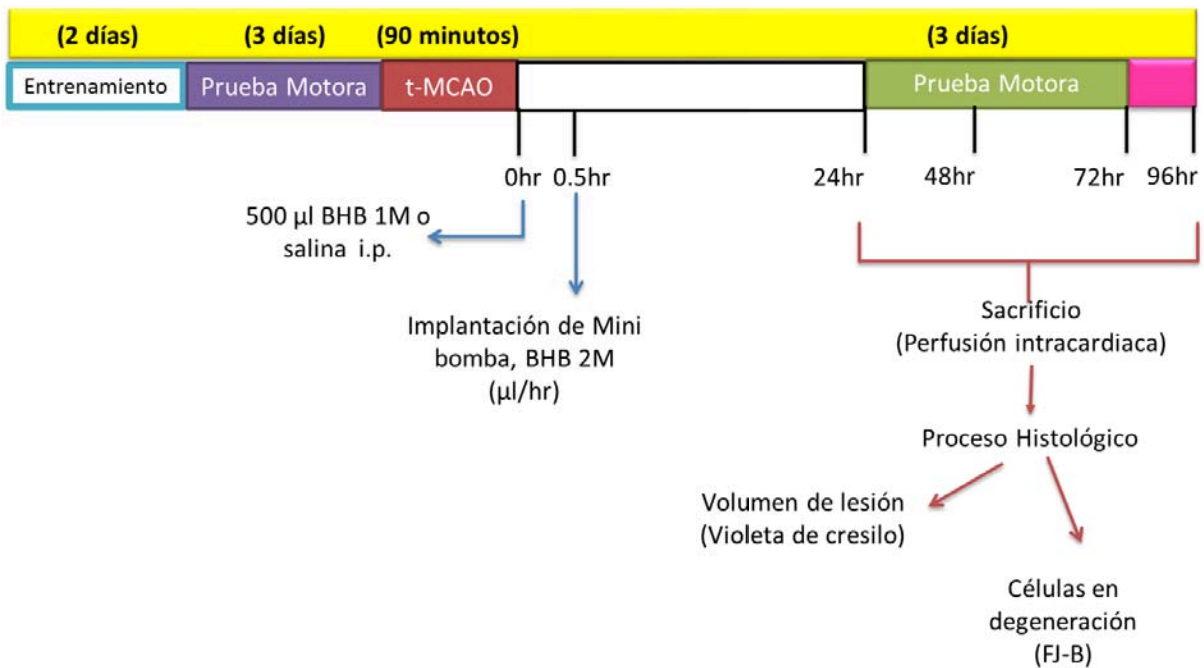 (2 días) (3 días) (90 minutos) (3 días)
Entrenamiento Prueba Motora t-MCAO Prueba Motora
0hr 0.5hr 24hr 48hr 72hr 96hr
500 µl BHB 1M o
salina i.p.
Implantación de Mini
bomba, BHB 2M
(µl/hr)
Sacrificio
(Perfusión intracardiaca)
Proceso Histológico
Volumen de lesión
(Violeta de cresilo)
Células en
degeneración
(FJ-B)